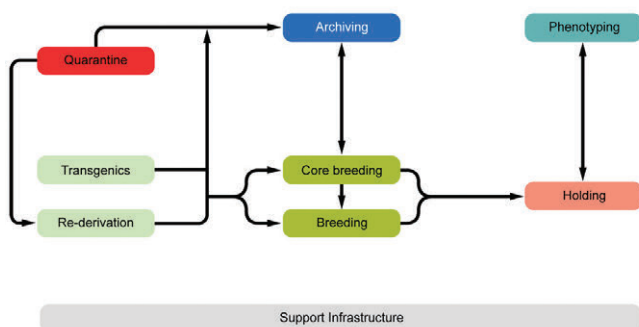 Archiving
Phenotyping
Quarantine
Transgenics
Core breeding
Holding
Re-derivation
Breeding
Support Infrastructure